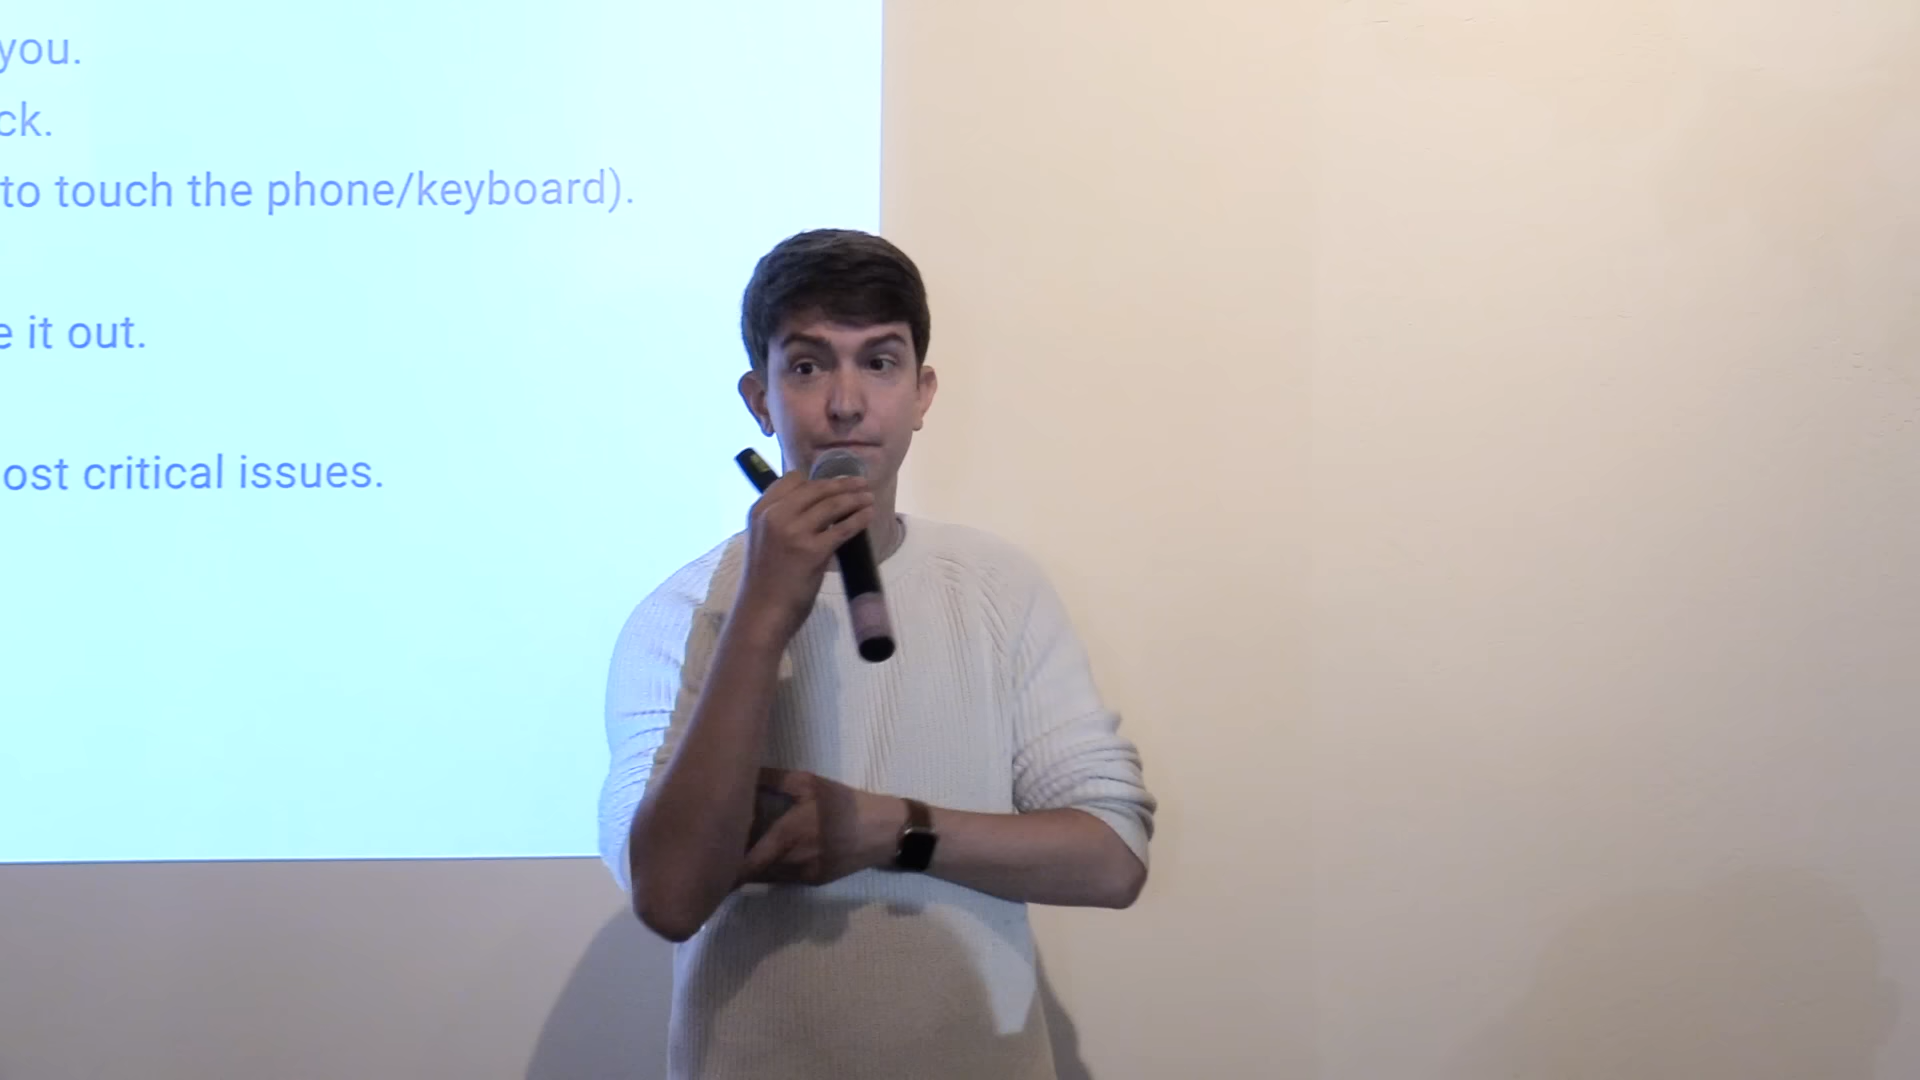 you.
ck.
to touch the phone/keyboard).
e it out.
ost critical issues.